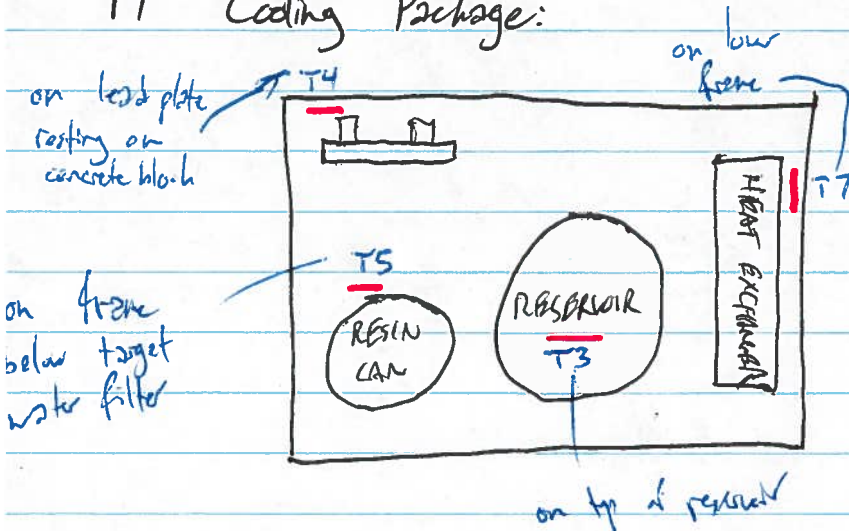 Cooling Package:
on low
frame
T4
on lead plate
resting on
concrete block
T7
HEAT EXCHANGER
T5
on frame
below target
water filter
RESIN
CAN
RESERVOIR
T3
on top of reservoir